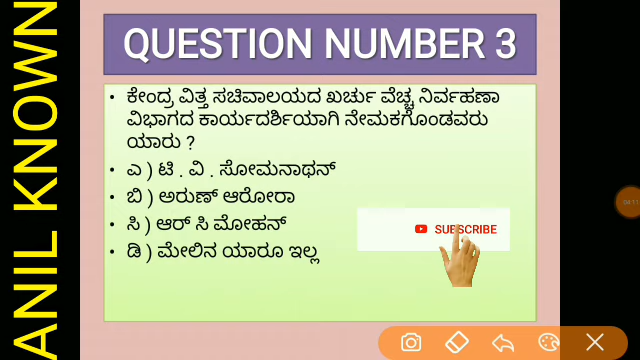 ANIL KNOWN
QUESTION NUMBER 3
• ಕೇಂದ್ರ ವಿತ್ತ ಸಚಿವಾಲಯದ ಖರ್ಚು ವೆಚ್ಚ ನಿರ್ವಹಣಾ
ವಿಭಾಗದ ಕಾರ್ಯದರ್ಶಿಯಾಗಿ ನೇಮಕಗೊಂಡವರು
ಯಾರು ?
• ಎ ) ಟಿ . ವಿ . ಸೋಮನಾಥನ್
• ಬಿ ) ಅರುಣ್ ಆರೋರಾ
• ಸಿ ) ಆರ್ ಸಿ ಮೋಹನ್
• ಡಿ ) ಮೇಲಿನ ಯಾರೂ ಇಲ್ಲ
SUBSCRIBE